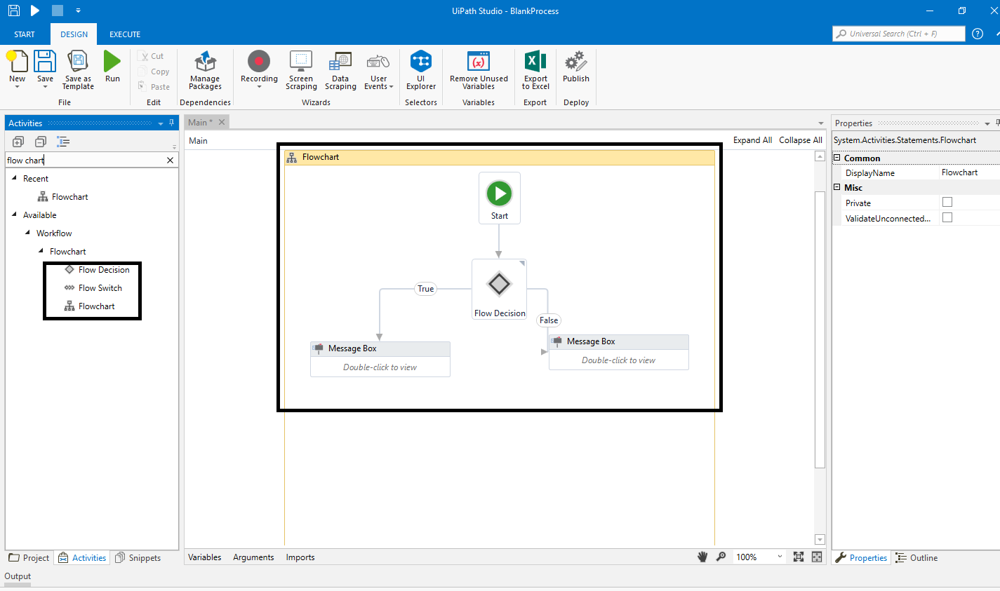 UiPath Studio - BlankProcess
START DESIGN EXECUTE
Universal Search (Ctrl + F)
?
New
Save
Save as Template
Run
Cut
Copy
Paste
Manage Packages
Recording
Screen Scraping
Data Scraping
User Events
UI Explorer
Remove Unused Variables
Export to Excel
Publish
File
Edit
Dependencies
Wizards
Selectors
Variables
Export
Deploy
Activities
flow chart
Recent
Flowchart
Available
Workflow
Flowchart
Flow Decision
Flow Switch
Flowchart
Main *
Main
Expand All Collapse All
Flowchart
Start
Flow Decision
True
False
Message Box
Double-click to view
Message Box
Double-click to view
Properties
System.Activities.Statements.Flowchart
Common
DisplayName Flowchart
Misc
Private
ValidateUnconnected...
Project Activities Snippets
Variables Arguments Imports
100%
Properties Outline
Output